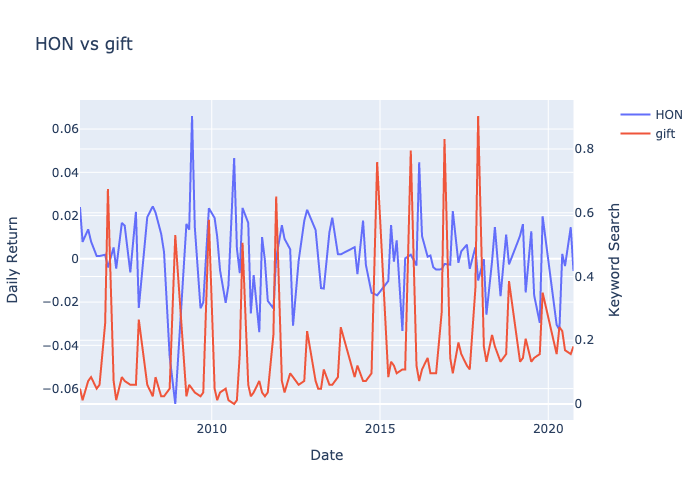 HON vs gift
HON
gift
Daily Return
0.06
0.04
0.02
0
−0.02
−0.04
−0.06
0.8
0.6
0.4
0.2
0
Keyword Search
2010
2015
2020
Date